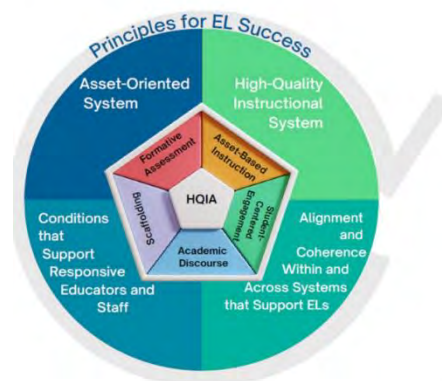 Principles for EL Success
Asset-Oriented
System
High-Quality
Instructional
System
Formative
Assessment
Asset-Based
Instruction
Scaffolding
HQIA
Student-
Centered
Engagement
Academic
Discourse
Conditions
that
Support
Responsive
Educators and
Staff
Alignment
and
Coherence
Within and
Across Systems
that Support ELs